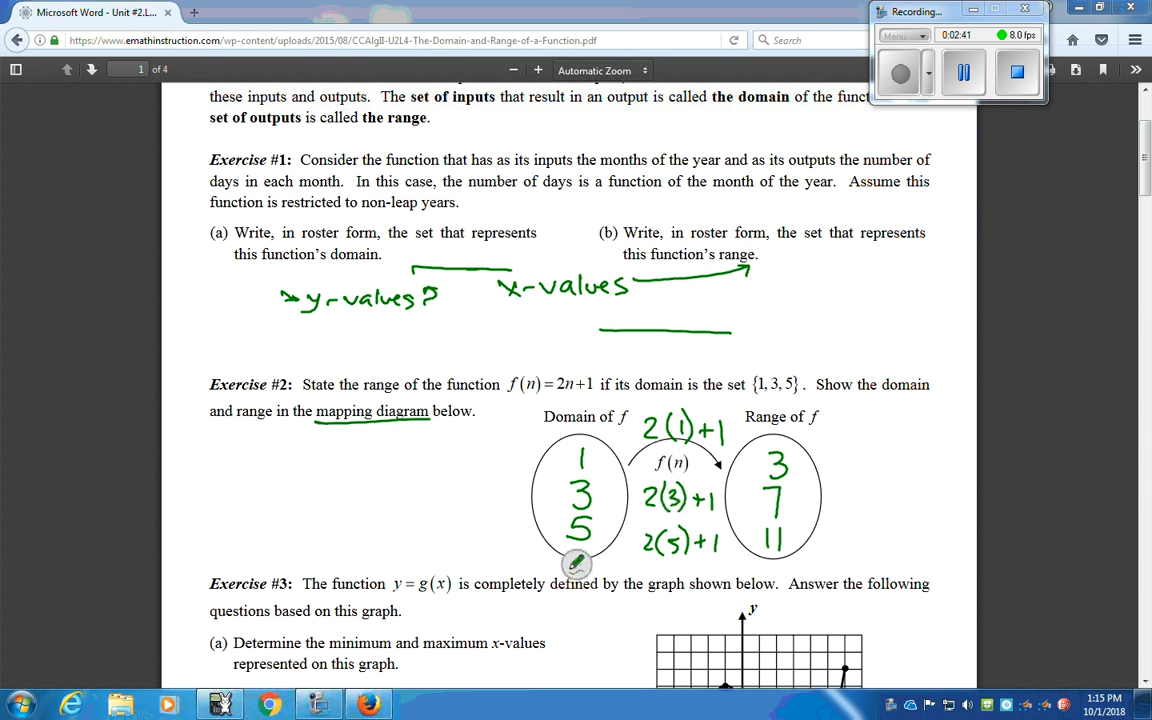 Microsoft Word - Unit #2.L...
Recording...
Menu
0:02:41
8.0 fps
https://www.emathinstruction.com/wp-content/uploads/2015/08/CCAlgII-U2L4-The-Domain-and-Range-of-a-Function.pdf
Search
1 of 4
Automatic Zoom
these inputs and outputs. The set of inputs that result in an output is called the domain of the func
set of outputs is called the range.
Exercise #1: Consider the function that has as its inputs the months of the year and as its outputs the number of
days in each month. In this case, the number of days is a function of the month of the year. Assume this
function is restricted to non-leap years.
(a) Write, in roster form, the set that represents
this function's domain.
(b) Write, in roster form, the set that represents
this function's range.
y-values?
x-values
Exercise #2: State the range of the function f(n)=2n+1 if its domain is the set {1, 3, 5}. Show the domain
and range in the mapping diagram below.
Domain of f
2(1)+1
Range of f
1
f(n)
3
3
2(3)+1
7
5
2(5)+1
11
Exercise #3: The function y=g(x) is completely defined by the graph shown below. Answer the following
questions based on this graph.
y
(a) Determine the minimum and maximum x-values
represented on this graph.
1:15 PM
10/1/2018